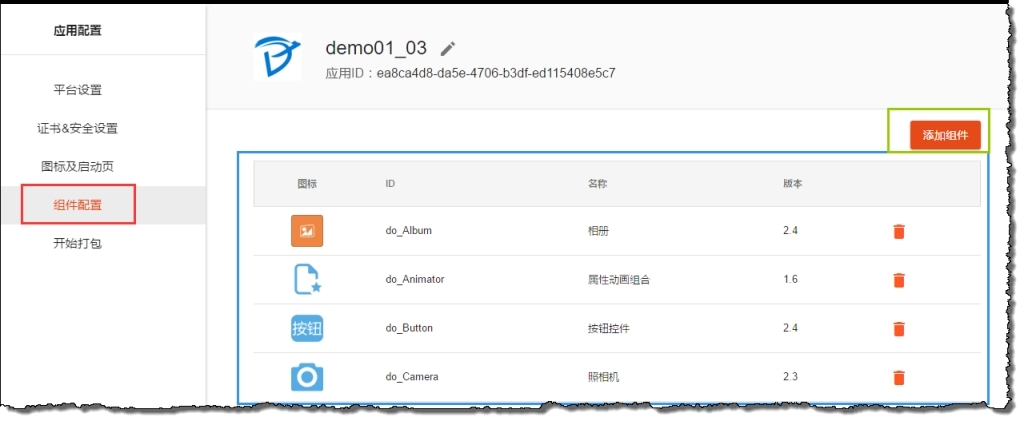 应用配置
平台设置
证书&安全设置
图标及启动页
组件配置
开始打包
demo01_03
应用ID：ea8ca4d8-da5e-4706-b3df-ed115408e5c7
添加组件
图标 ID 名称 版本
do_Album 相册 2.4
do_Animator 属性动画组合 1.6
按钮 do_Button 按钮控件 2.4
do_Camera 照相机 2.3